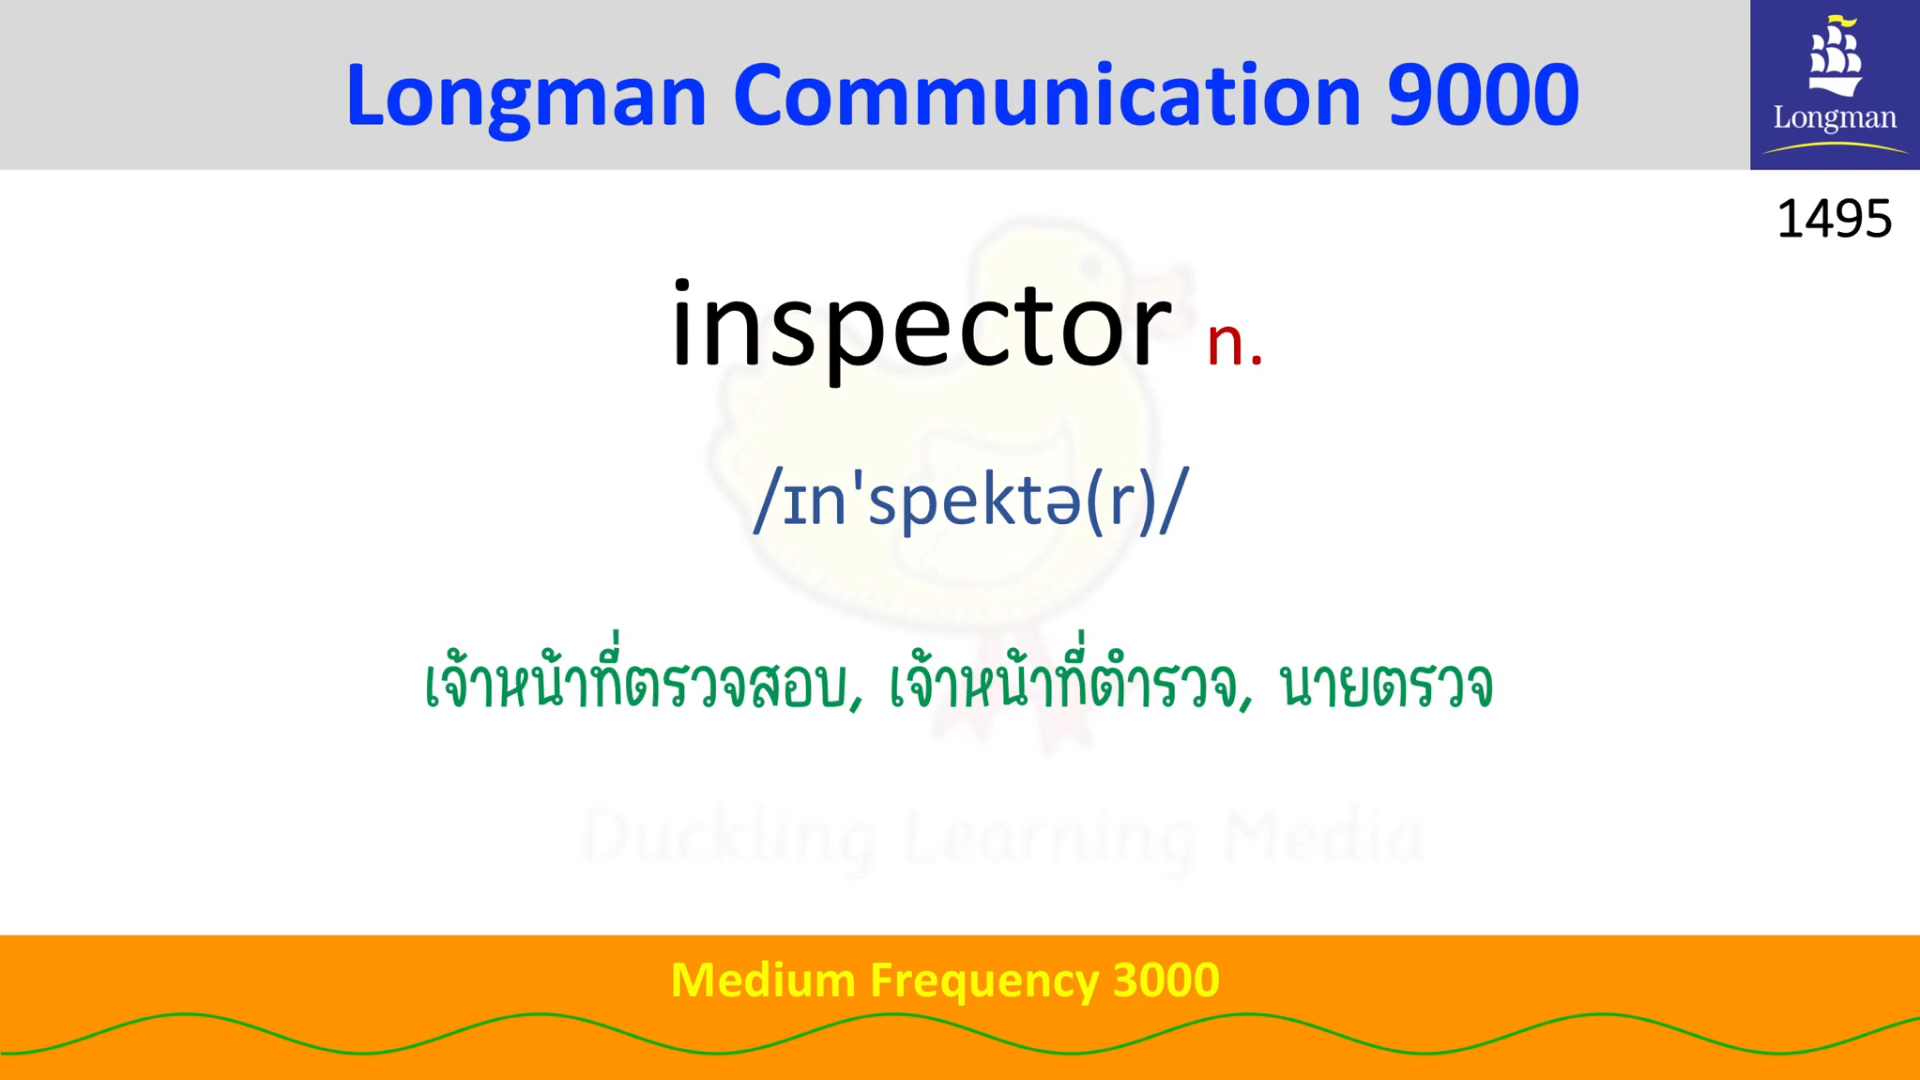 Longman Communication 9000
Longman
1495
inspector n.
/ɪn'spektə(r)/
เจ้าหน้าที่ตรวจสอบ, เจ้าหน้าที่ตำรวจ, นายตรวจ
Duckling Learning Media
Medium Frequency 3000